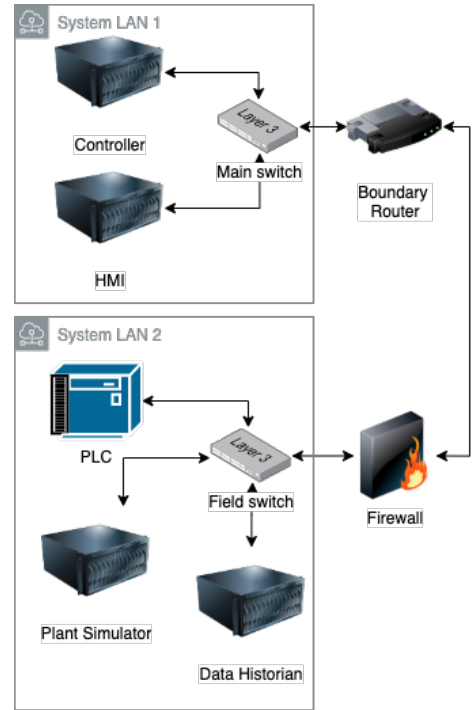 System LAN 1
Controller
Layer 3
Main switch
HMI
Boundary
Router
System LAN 2
PLC
Layer 3
Field switch
Firewall
Plant Simulator
Data Historian